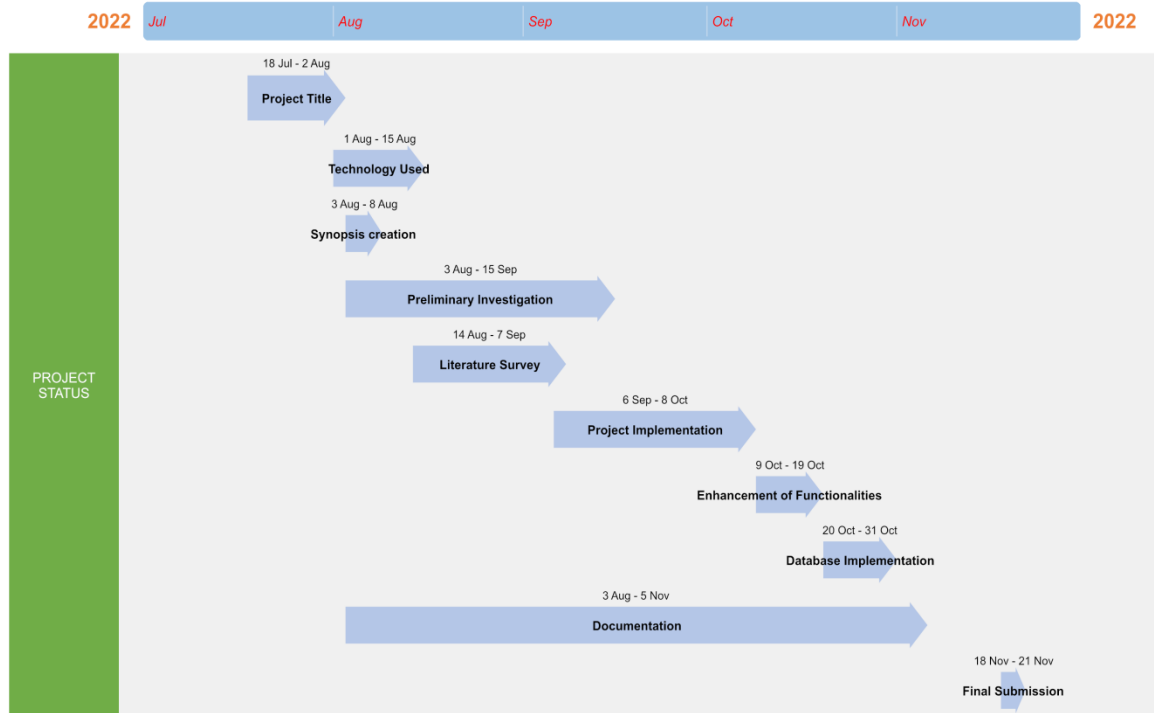 2022 Jul Aug Sep Oct Nov 2022
18 Jul - 2 Aug
Project Title
1 Aug - 15 Aug
Technology Used
3 Aug - 8 Aug
Synopsis creation
3 Aug - 15 Sep
Preliminary Investigation
14 Aug - 7 Sep
Literature Survey
PROJECT
STATUS
6 Sep - 8 Oct
Project Implementation
9 Oct - 19 Oct
Enhancement of Functionalities
20 Oct - 31 Oct
Database Implementation
3 Aug - 5 Nov
Documentation
18 Nov - 21 Nov
Final Submission